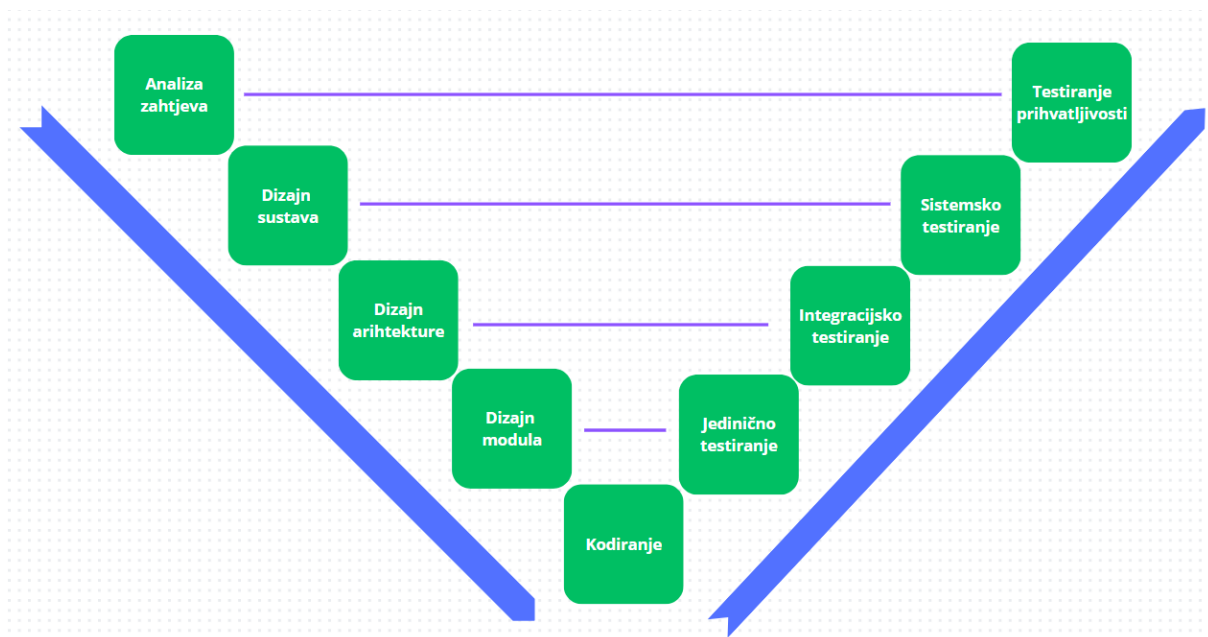 Analiza
zahtjeva
Testiranje
prihvatljivosti
Dizajn
sustava
Sistemsko
testiranje
Dizajn
arihtekture
Integracijsko
testiranje
Dizajn
modula
Jedinično
testiranje
Kodiranje